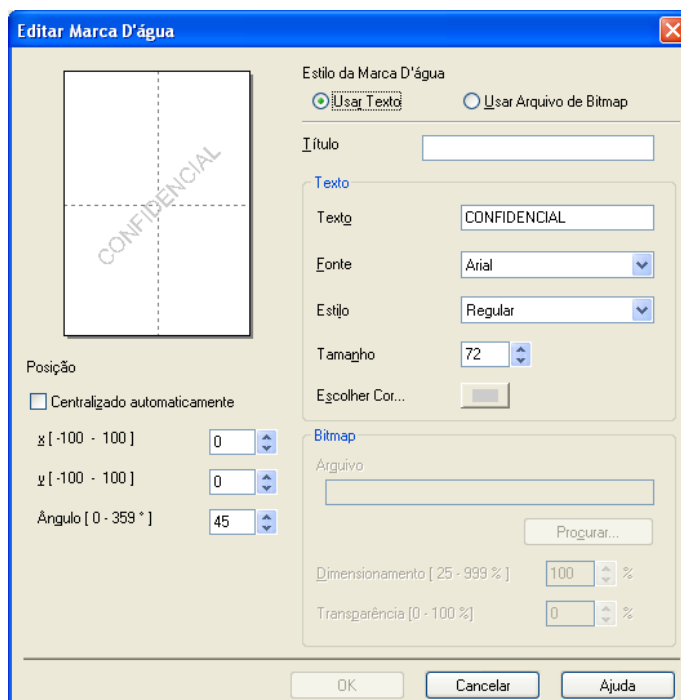 Editar Marca D'água
CONFIDENCIAL
Estilo da Marca D'água
Usar Texto
Usar Arquivo de Bitmap
Título
Texto
Texto CONFIDENCIAL
Fonte Arial
Estilo Regular
Tamanho 72
Escolher Cor...
Posição
Centralizado automaticamente
x [ -100 - 100 ] 0
y [ -100 - 100 ] 0
Ângulo [ 0 - 359 ° ] 45
Bitmap
Arquivo
Procurar...
Dimensionamento [ 25 - 999 % ] 100 %
Transparência [0 - 100 %] 0 %
OK Cancelar Ajuda